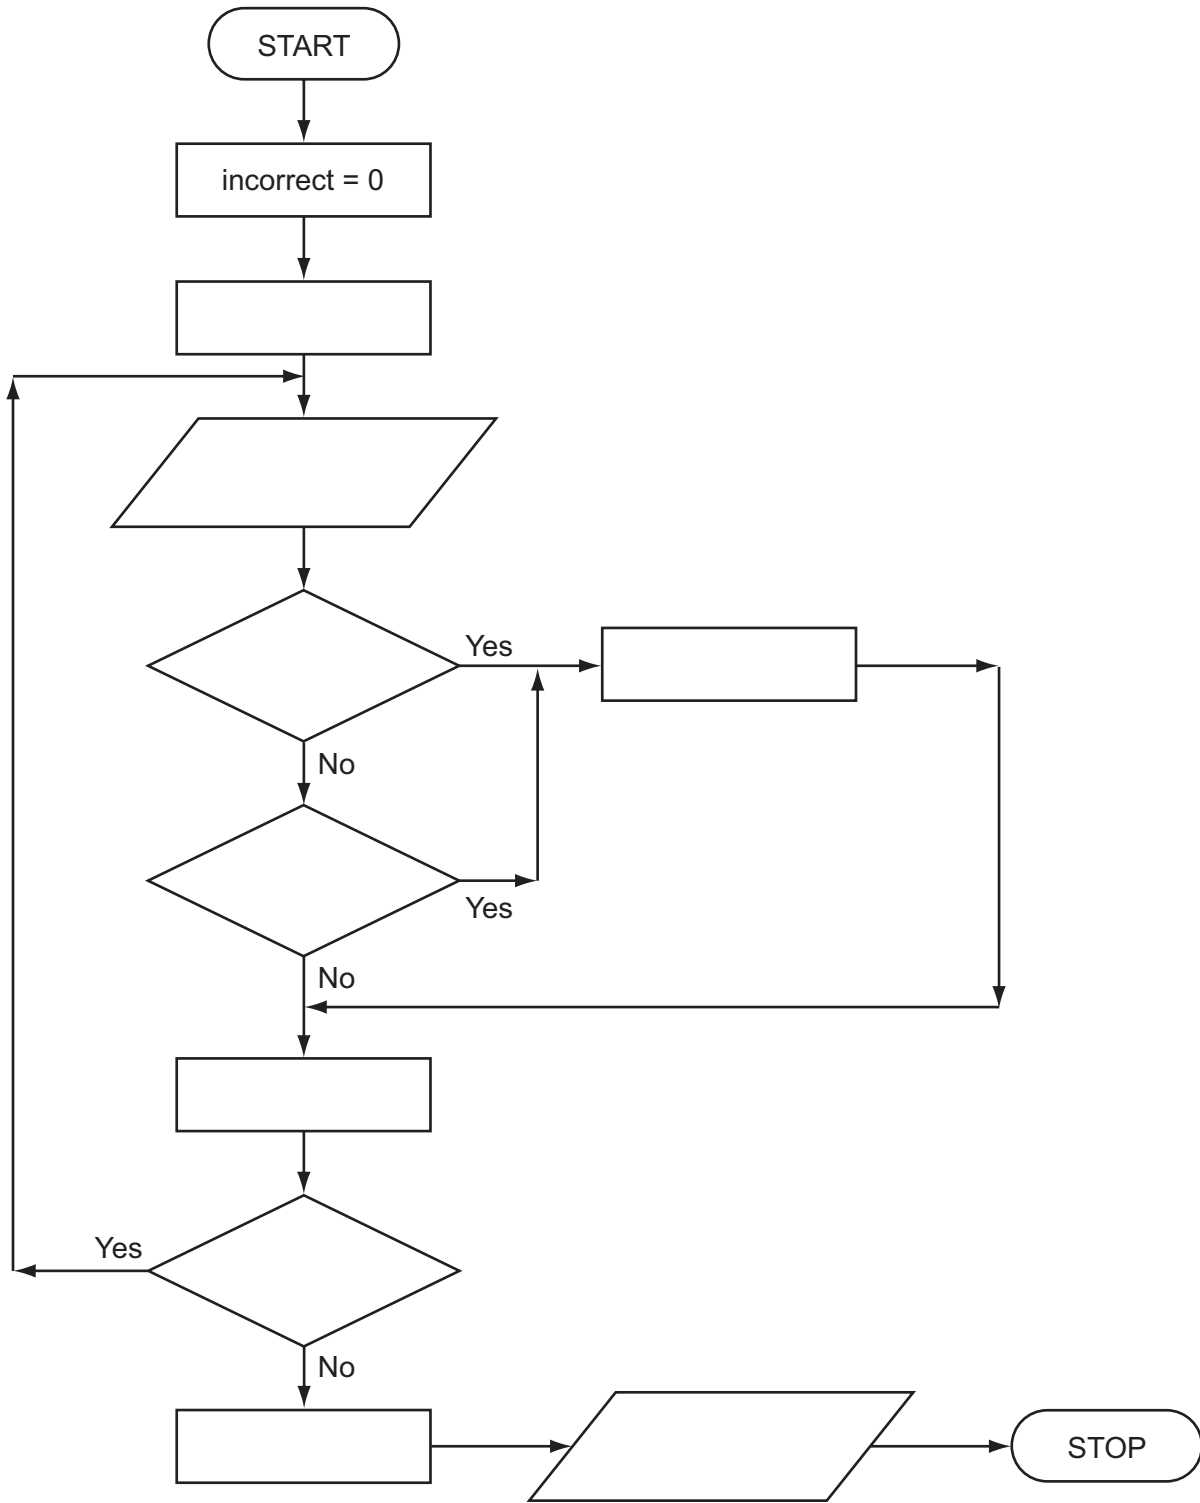 START
incorrect = 0
Yes
No
Yes
No
Yes
No
STOP